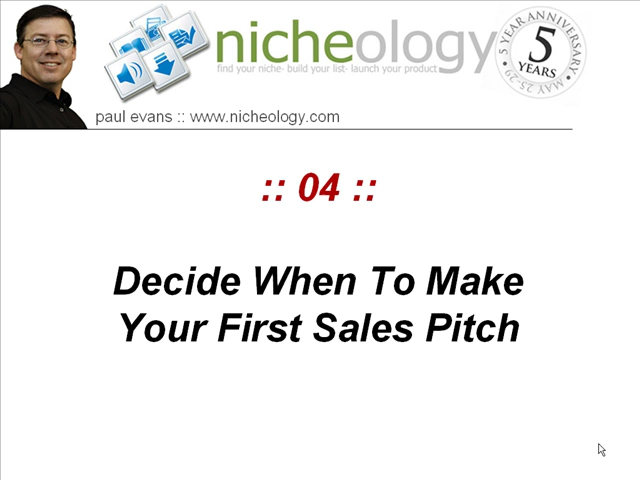 nicheology
find your niche- build your list- launch your product
5 YEAR ANNIVERSARY
5
YEARS
MAY 25-29
paul evans :: www.nicheology.com
:: 04 ::
Decide When To Make
Your First Sales Pitch